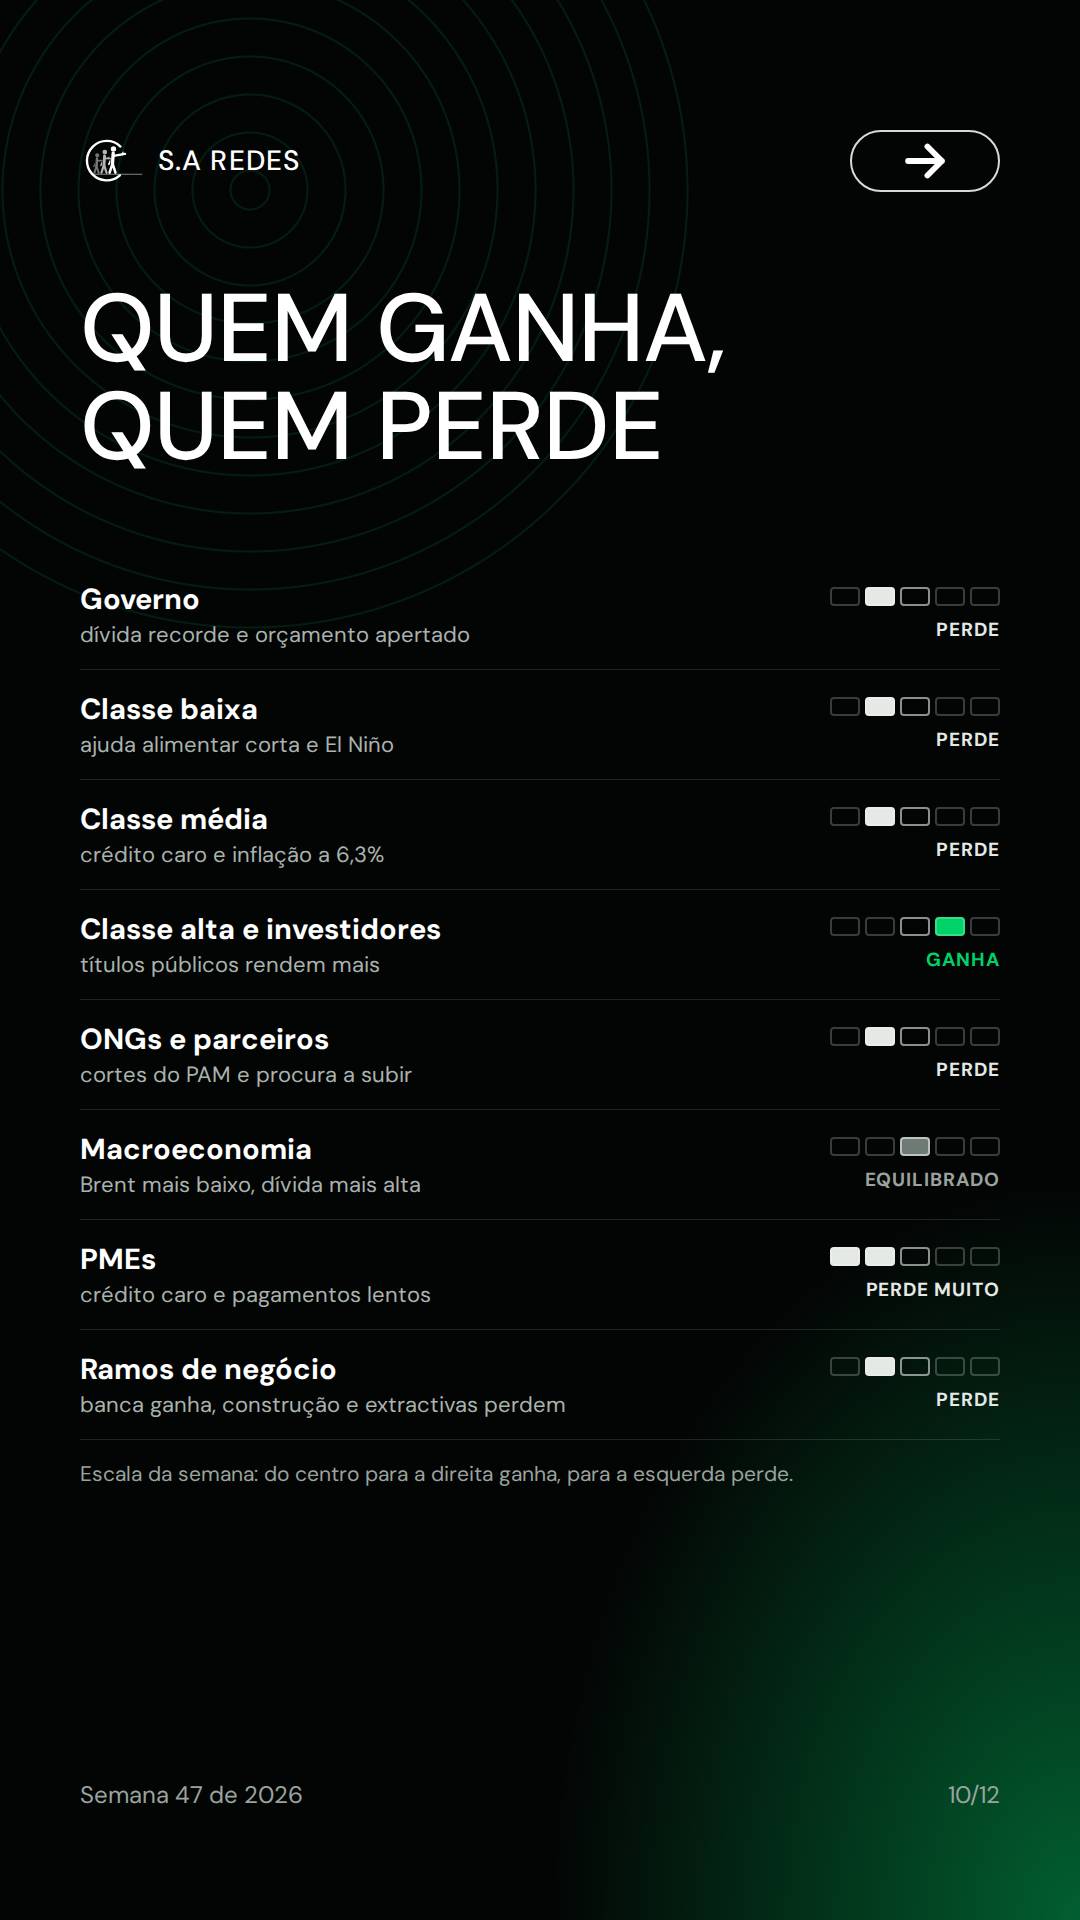 S.A REDES
QUEM GANHA,
QUEM PERDE
Governo
dívida recorde e orçamento apertado
PERDE
Classe baixa
ajuda alimentar corta e El Niño
PERDE
Classe média
crédito caro e inflação a 6,3%
PERDE
Classe alta e investidores
títulos públicos rendem mais
GANHA
ONGs e parceiros
cortes do PAM e procura a subir
PERDE
Macroeconomia
Brent mais baixo, dívida mais alta
EQUILIBRADO
PMEs
crédito caro e pagamentos lentos
PERDE MUITO
Ramos de negócio
banca ganha, construção e extractivas perdem
PERDE
Escala da semana: do centro para a direita ganha, para a esquerda perde.
Semana 47 de 2026
10/12